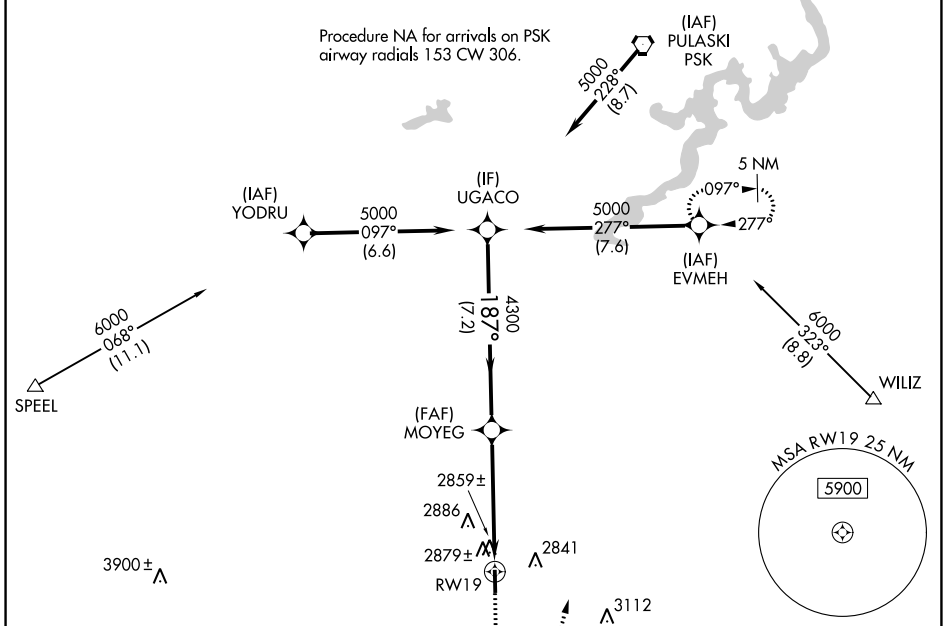 Procedure NA for arrivals on PSK
airway radials 153 CW 306.
(IAF)
PULASKI
PSK
5000
228°
(8.7)
(IAF)
YODRU
5000
097°
(6.6)
(IF)
UGACO
5000
277°
(7.6)
5 NM
097°
277°
(IAF)
EVMEH
6000
068°
(11.1)
SPEEL
4300
187°
(7.2)
6000
323°
(8.8)
WILIZ
(FAF)
MOYEG
2859±
2886
2879±
2841
RW19
3900±
3112
MSA RW19 25 NM
5900